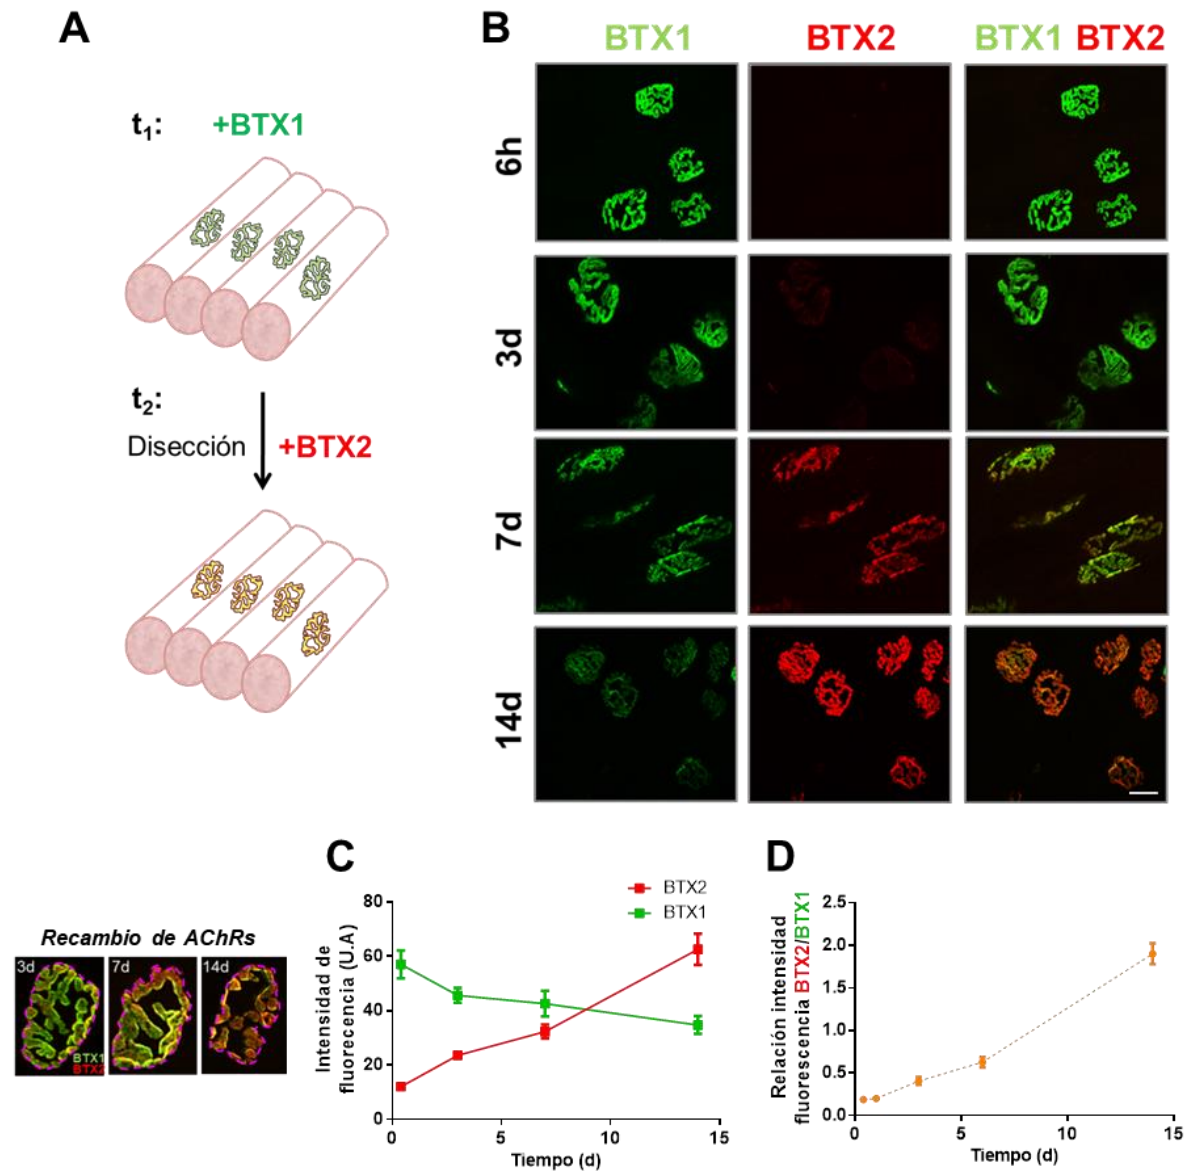 A
t1:
+BTX1
t2:
Disección
+BTX2
B
BTX1
BTX2
BTX1 BTX2
6h
3d
7d
14d
Recambio de AChRs
3d
7d
14d
BTX1
BTX2
C
BTX2
BTX1
Intensidad de
fluorecencia (U.A)
80
60
40
20
0
0
5
10
15
Tiempo (d)
D
Relación intensidad
fluorescencia BTX2/BTX1
2.5
2.0
1.5
1.0
0.5
0.0
0
5
10
15
Tiempo (d)